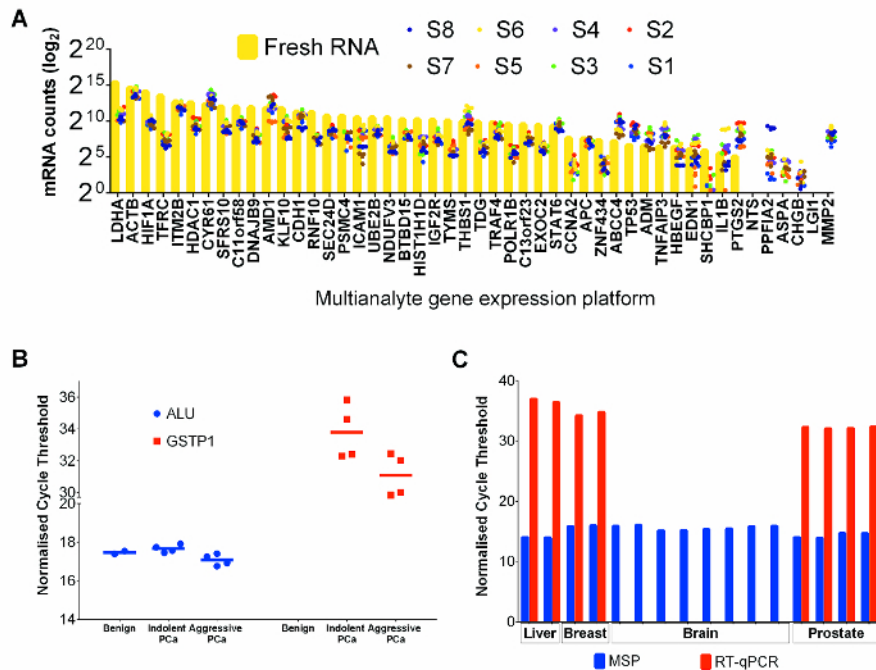 A
Fresh RNA
S8 S6 S4 S2
S7 S5 S3 S1
mRNA counts (log2)
2^20
2^15
2^10
2^5
2^0
LDHA ACTB HIF1A TFRC ITM2B HDAC1 CYR61 SFRS10 C11orf58 DNAJB9 AMD1 KLF10 CDH1 RNF10 SEC24D PSMC4 ICAM1 UBE2B NDUFV3 BTBD15 HIST1H1D IGF2R TYMS THBS1 TDG TRAF4 POLR1B C13orf23 EXOC2 STAT6 CCNA2 APC ZNF434 ABCC4 TP53 ADM TNFAIP3 HBEGF EDN1 SHCBP1 IL1B PTGS2 NTS PPFIA2 ASPA CHGB LGI1 MMP2
Multianalyte gene expression platform
B
Normalised Cycle Threshold
36
34
32
30
20
18
16
14
ALU
GSTP1
Benign Indolent Aggressive Benign Indolent Aggressive
PCa PCa PCa PCa
C
Normalised Cycle Threshold
40
30
20
10
0
Liver Breast Brain Prostate
MSP RT-qPCR